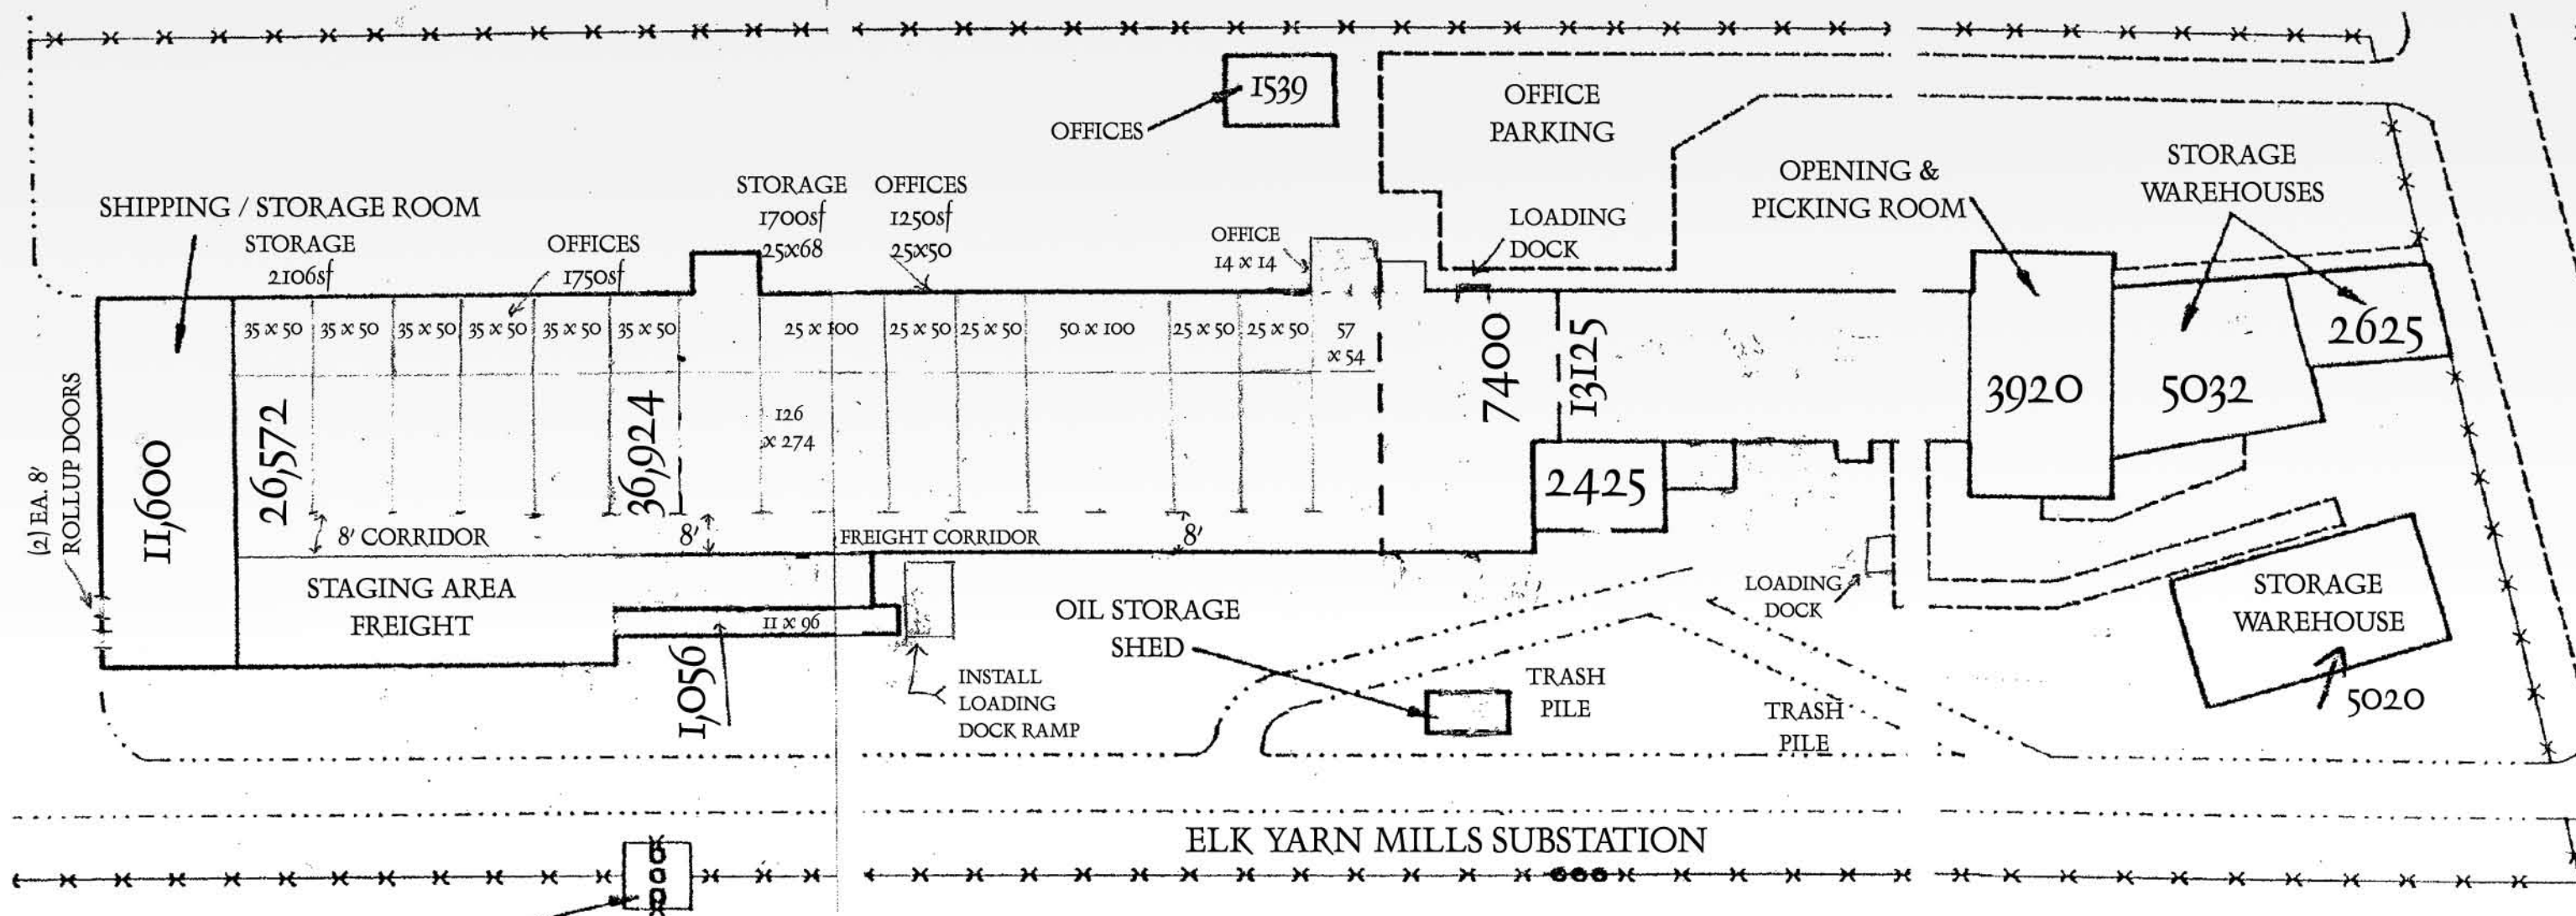 1539
OFFICES
OFFICE
PARKING
OPENING &
PICKING ROOM
STORAGE
WAREHOUSES
SHIPPING / STORAGE ROOM
STORAGE
2106sf
OFFICES
1750sf
STORAGE
1700sf
25x68
OFFICES
1250sf
25x50
OFFICE
14 x 14
LOADING
DOCK
35 x 50
35 x 50
35 x 50
35 x 50
35 x 50
35 x 50
25 x 100
25 x 50
25 x 50
50 x 100
25 x 50
25 x 50
57
x 54
7400
13125
3920
5032
2625
(2) EA. 8'
ROLLUP DOORS
11,600
26,572
36,924
126
x 274
2425
8' CORRIDOR
8'
FREIGHT CORRIDOR
8'
STAGING AREA
FREIGHT
11 x 96
1,056
INSTALL
LOADING
DOCK RAMP
OIL STORAGE
SHED
TRASH
PILE
LOADING
DOCK
TRASH
PILE
STORAGE
WAREHOUSE
5020
ELK YARN MILLS SUBSTATION